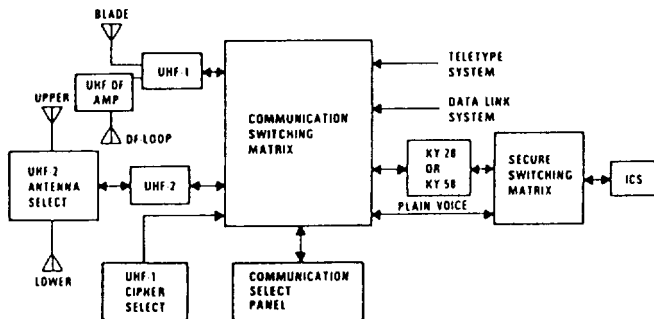 BLADE
UHF-1
UHF DF
AMP
UPPER
DF-LOOP
UHF-2
ANTENNA
SELECT
UHF-2
LOWER
UHF-1
CIPHER
SELECT
COMMUNICATION
SWITCHING
MATRIX
COMMUNICATION
SELECT
PANEL
TELETYPE
SYSTEM
DATA LINK
SYSTEM
KY 28
OR
KY 58
PLAIN VOICE
SECURE
SWITCHING
MATRIX
ICS